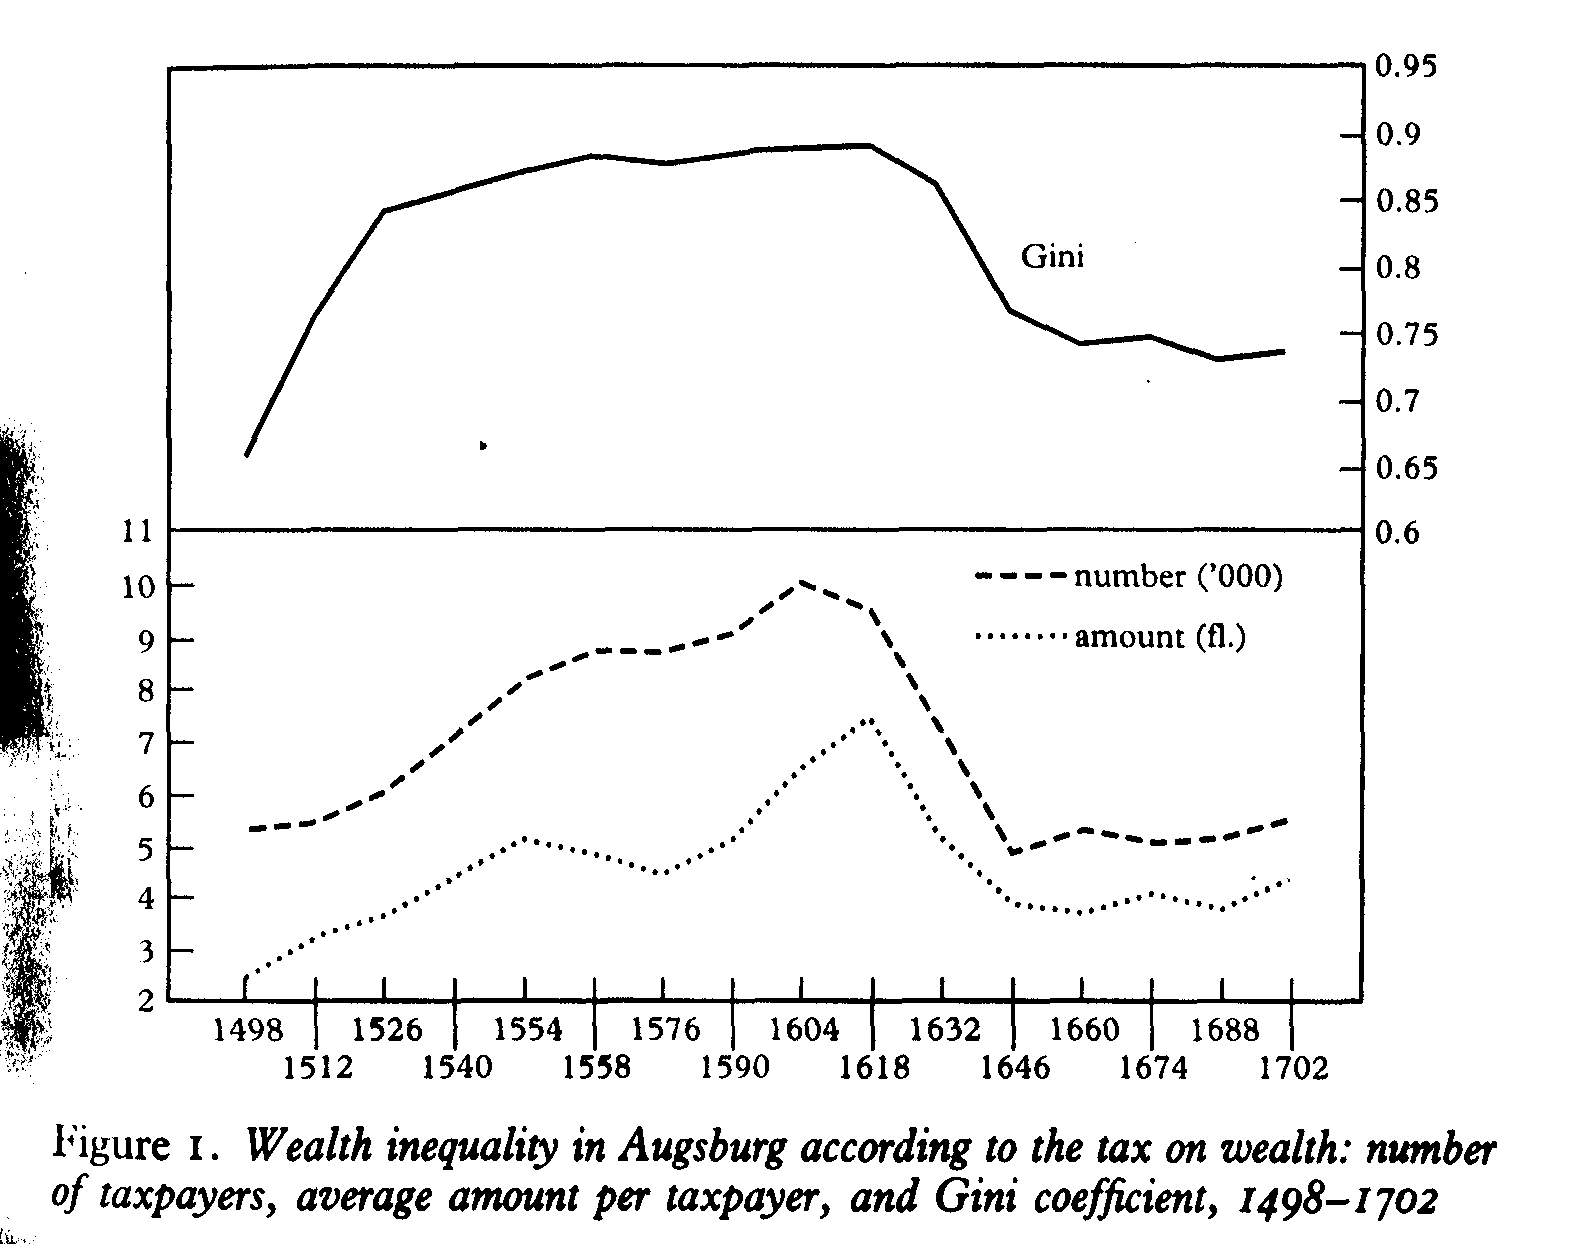 0.95
0.9
0.85
Gini
0.8
0.75
0.7
0.65
11
0.6
number ('000)
10
amount (fl.)
9
8
7
6
5
4
3
2
1498 1526 1554 1576 1604 1632 1660 1688
1512 1540 1558 1590 1618 1646 1674 1702
Figure 1. Wealth inequality in Augsburg according to the tax on wealth: number
of taxpayers, average amount per taxpayer, and Gini coefficient, 1498–1702